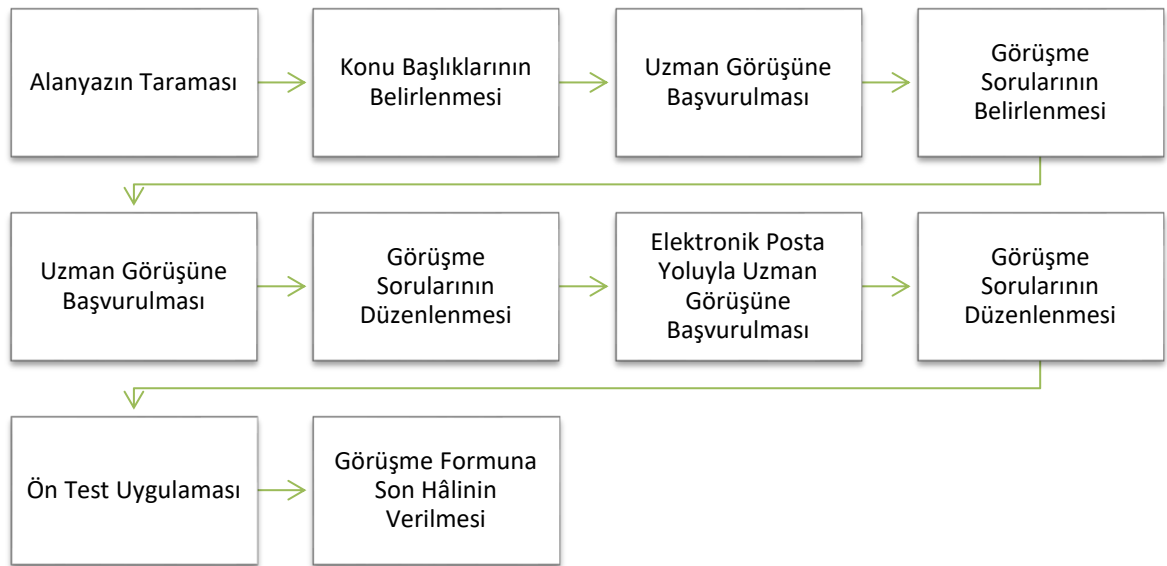 Alanyazın Taraması
Konu Başlıklarının
Belirlenmesi
Uzman Görüşüne
Başvurulması
Görüşme
Sorularının
Belirlenmesi
Uzman Görüşüne
Başvurulması
Görüşme
Sorularının
Düzenlenmesi
Elektronik Posta
Yoluyla Uzman
Görüşüne
Başvurulması
Görüşme
Sorularının
Düzenlenmesi
Ön Test Uygulaması
Görüşme Formuna
Son Hâlinin
Verilmesi